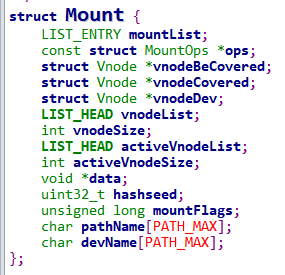 struct Mount {
LIST_ENTRY mountList;
const struct MountOps *ops;
struct Vnode *vnodeBeCovered;
struct Vnode *vnodeCovered;
struct Vnode *vnodeDev;
LIST_HEAD vnodeList;
int vnodeSize;
LIST_HEAD activeVnodeList;
int activeVnodeSize;
void *data;
uint32_t hashseed;
unsigned long mountFlags;
char pathName[PATH_MAX];
char devName[PATH_MAX];
};